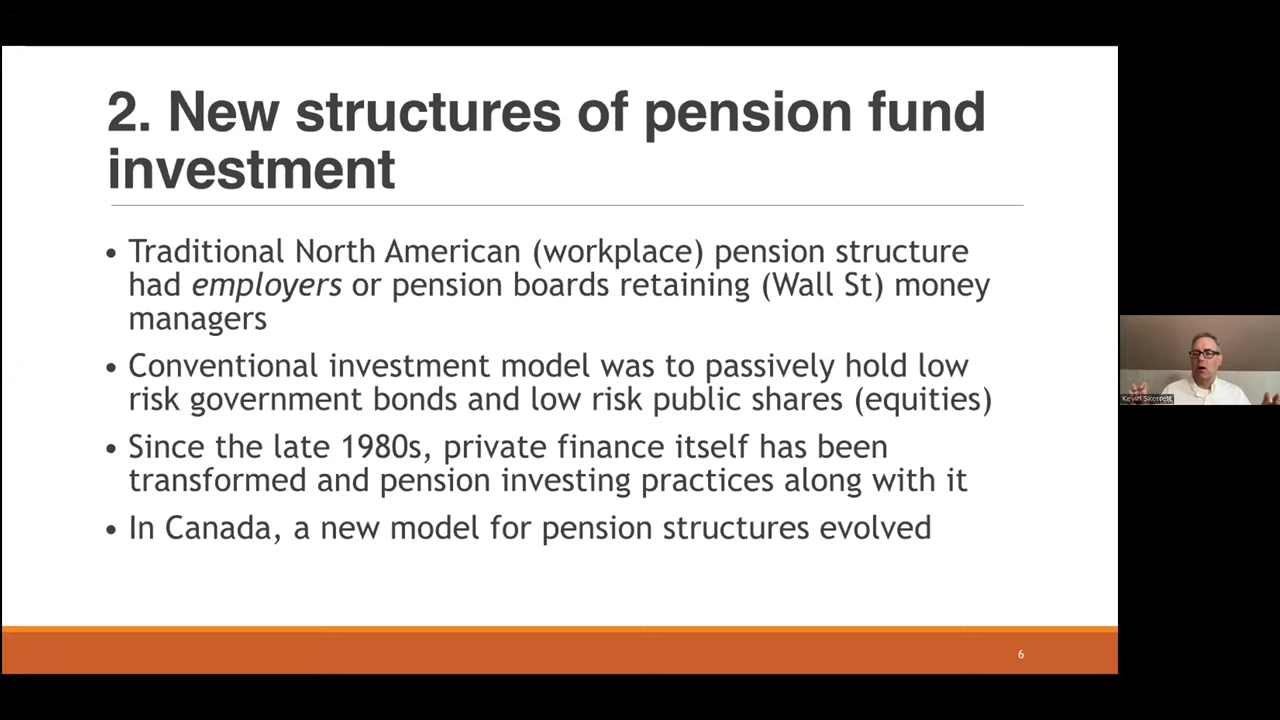 2. New structures of pension fund
investment
• Traditional North American (workplace) pension structure
had employers or pension boards retaining (Wall St) money
managers
• Conventional investment model was to passively hold low
risk government bonds and low risk public shares (equities)
• Since the late 1980s, private finance itself has been
transformed and pension investing practices along with it
• In Canada, a new model for pension structures evolved
Kevin Skerrett
6